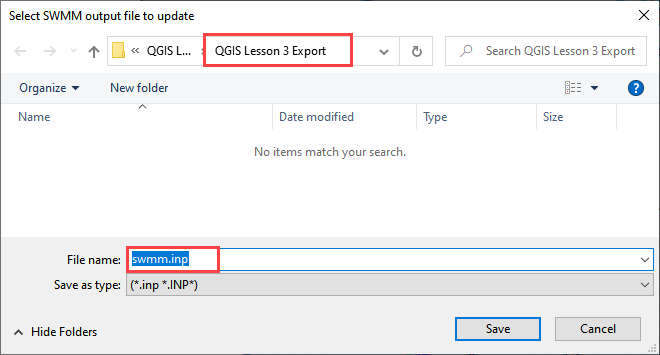 Select SWMM output file to update
« QGIS L... › QGIS Lesson 3 Export Search QGIS Lesson 3 Export
Organize New folder ?
Name Date modified Type Size
No items match your search.
File name: swmm.inp
Save as type: (*.inp *.INP*)
Hide Folders Save Cancel